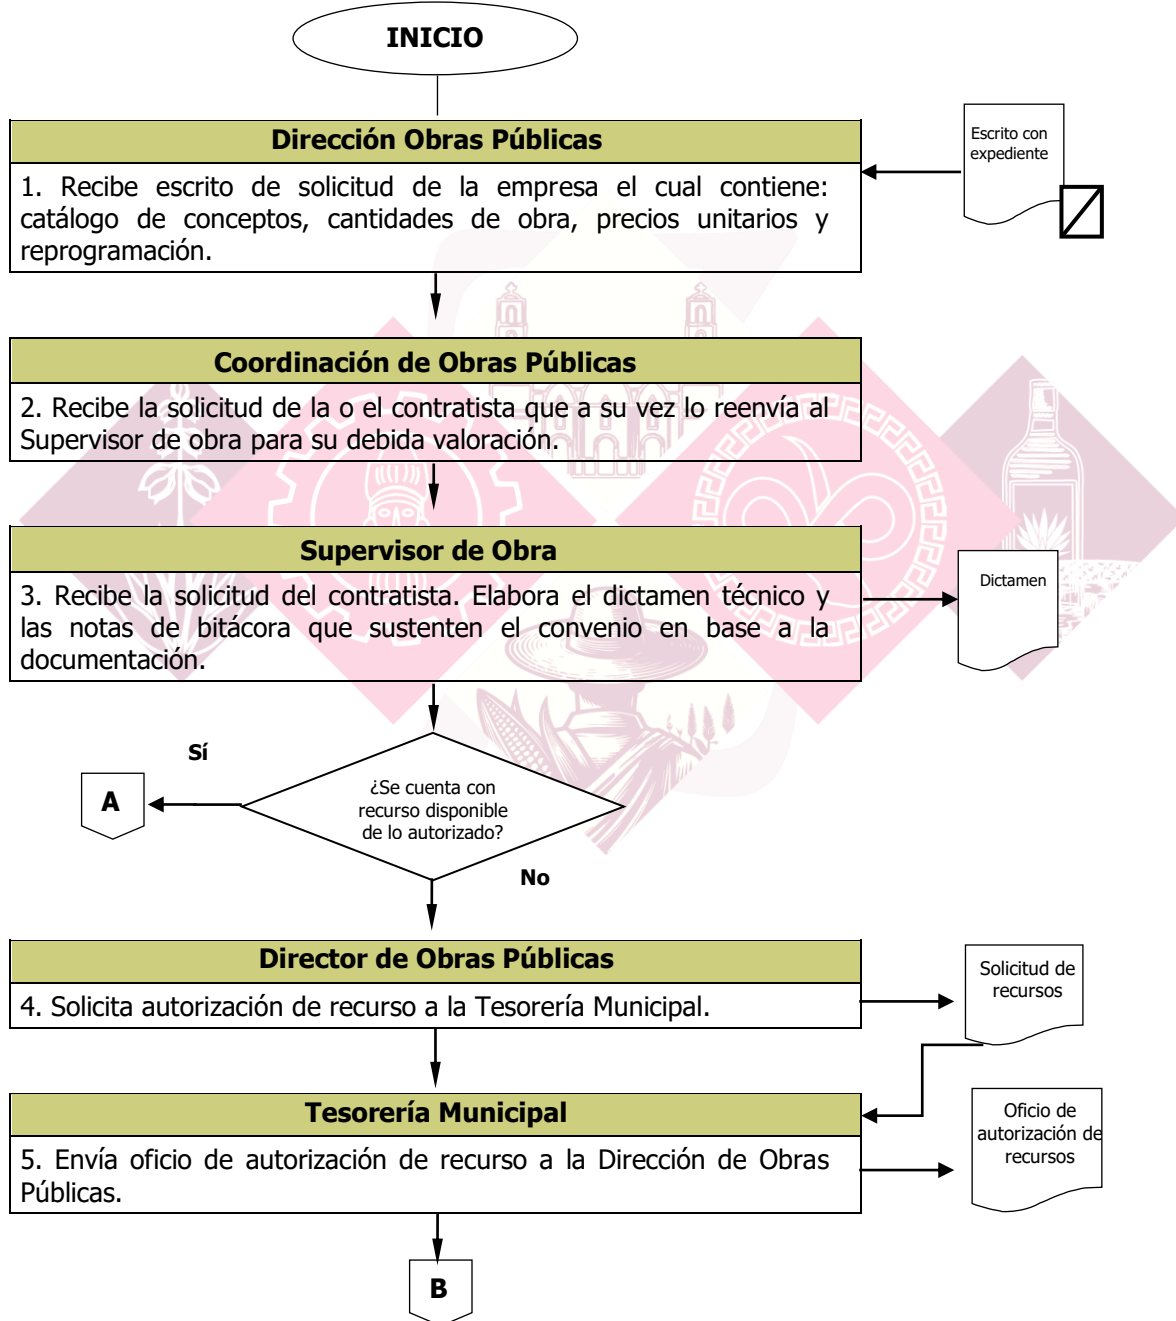 INICIO
Dirección Obras Públicas
Escrito con
expediente
1. Recibe escrito de solicitud de la empresa el cual contiene:
catálogo de conceptos, cantidades de obra, precios unitarios y
reprogramación.
Coordinación de Obras Públicas
2. Recibe la solicitud de la o el contratista que a su vez lo reenvía al
Supervisor de obra para su debida valoración.
Supervisor de Obra
3. Recibe la solicitud del contratista. Elabora el dictamen técnico y
las notas de bitácora que sustenten el convenio en base a la
documentación.
Dictamen
Sí
A
¿Se cuenta con
recurso disponible
de lo autorizado?
No
Director de Obras Públicas
4. Solicita autorización de recurso a la Tesorería Municipal.
Solicitud de
recursos
Tesorería Municipal
5. Envía oficio de autorización de recurso a la Dirección de Obras
Públicas.
Oficio de
autorización de
recursos
B